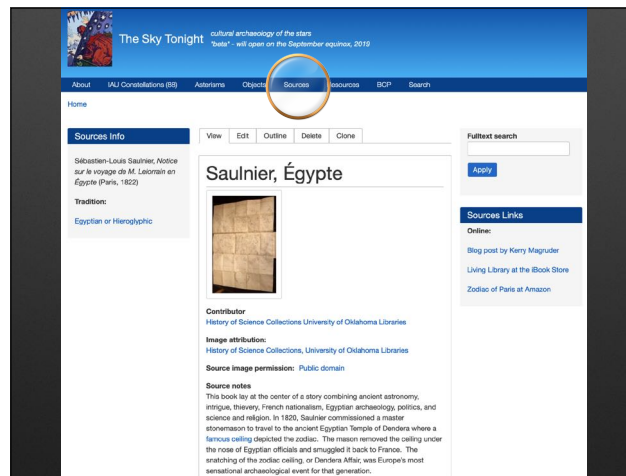 The Sky Tonight
cultural archaeology of the stars
"beta" - will open on the September equinox, 2019
About IAU Constellations (88) Asterisms Objects Sources Resources BCP Search
Home
Sources Info
Sébastien-Louis Saulnier, Notice
sur le voyage de M. Lelorrain en
Égypte (Paris, 1822)
Tradition:
Egyptian or Hieroglyphic
View Edit Outline Delete Clone
Saulnier, Égypte
Contributor
History of Science Collections University of Oklahoma Libraries
Image attribution:
History of Science Collections, University of Oklahoma Libraries
Source image permission: Public domain
Source notes
This book lay at the center of a story combining ancient astronomy,
intrigue, thievery, French nationalism, Egyptian archaeology, politics, and
science and religion. In 1820, Saulnier commissioned a master
stonemason to travel to the ancient Egyptian Temple of Dendera where a
famous ceiling depicted the zodiac. The mason removed the ceiling under
the nose of Egyptian officials and smuggled it back to France. The
snatching of the zodiac ceiling, or Dendera Affair, was Europe's most
sensational archaeological event for that generation.
Fulltext search
Apply
Sources Links
Online:
Blog post by Kerry Magruder
Living Library at the iBook Store
Zodiac of Paris at Amazon